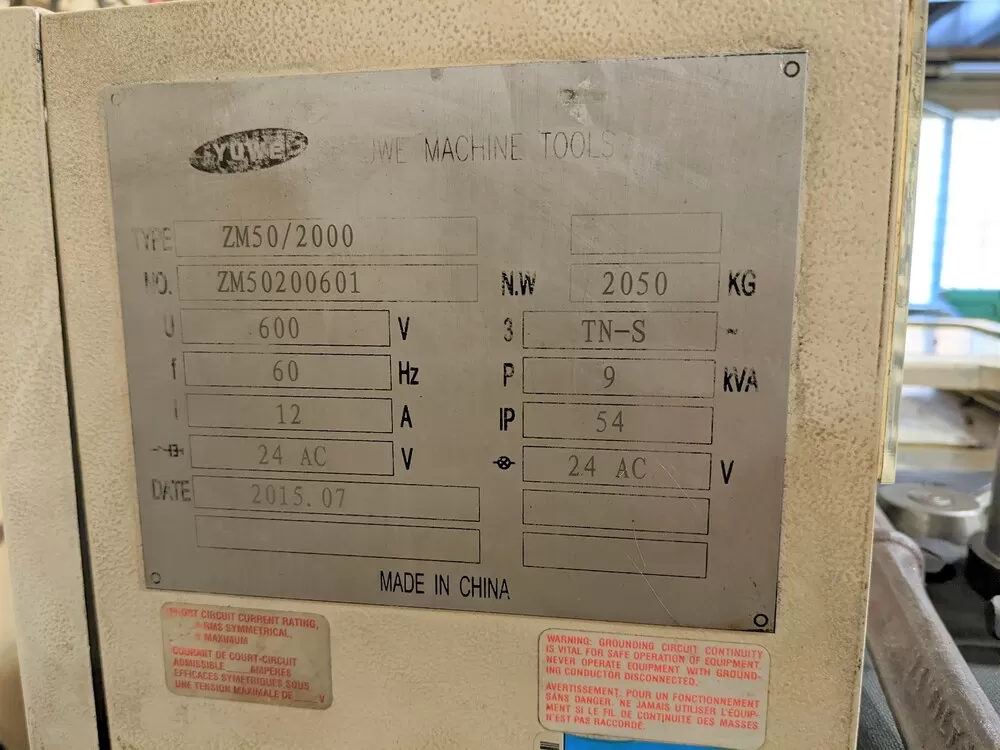 YUWE
UWE MACHINE TOOLS
TYPE ZM50/2000
NO. ZM50200601 N.W 2050 KG
U 600 V 3 TN-S ~
f 60 Hz P 9 kVA
I 12 A IP 54
24 AC V 24 AC V
DATE 2015.07
MADE IN CHINA
SHORT CIRCUIT CURRENT RATING,
RMS SYMMETRICAL,
MAXIMUM
COURANT DE COURT-CIRCUIT
ADMISSIBLE____AMPERES
EFFICACES SYMETRIQUES SOUS
UNE TENSION MAXIMALE DE____V
WARNING: GROUNDING CIRCUIT CONTINUITY
IS VITAL FOR SAFE OPERATION OF EQUIPMENT,
NEVER OPERATE EQUIPMENT WITH GROUND-
ING CONDUCTOR DISCONNECTED.
AVERTISSEMENT: POUR UN FONCTIONNEMENT
SANS DANGER, NE JAMAIS UTILISER L'EQUIP-
MENT SI LE FIL DE CONTINUITE DES MASSES
N'EST PAS RACCORDE.